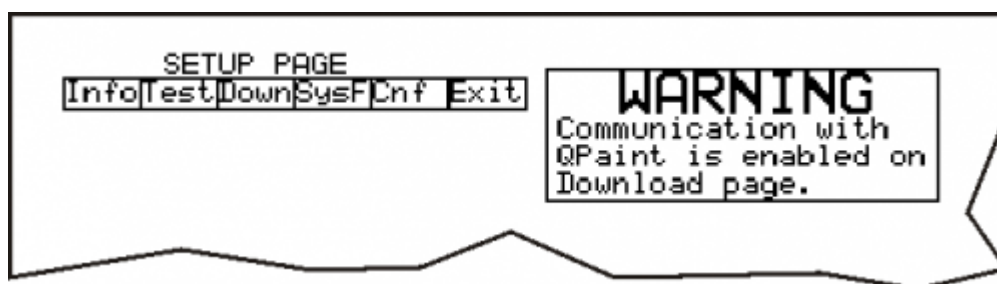 SETUP PAGE
Info Test Down SysF Cnf Exit
WARNING
Communication with
QPaint is enabled on
Download page.